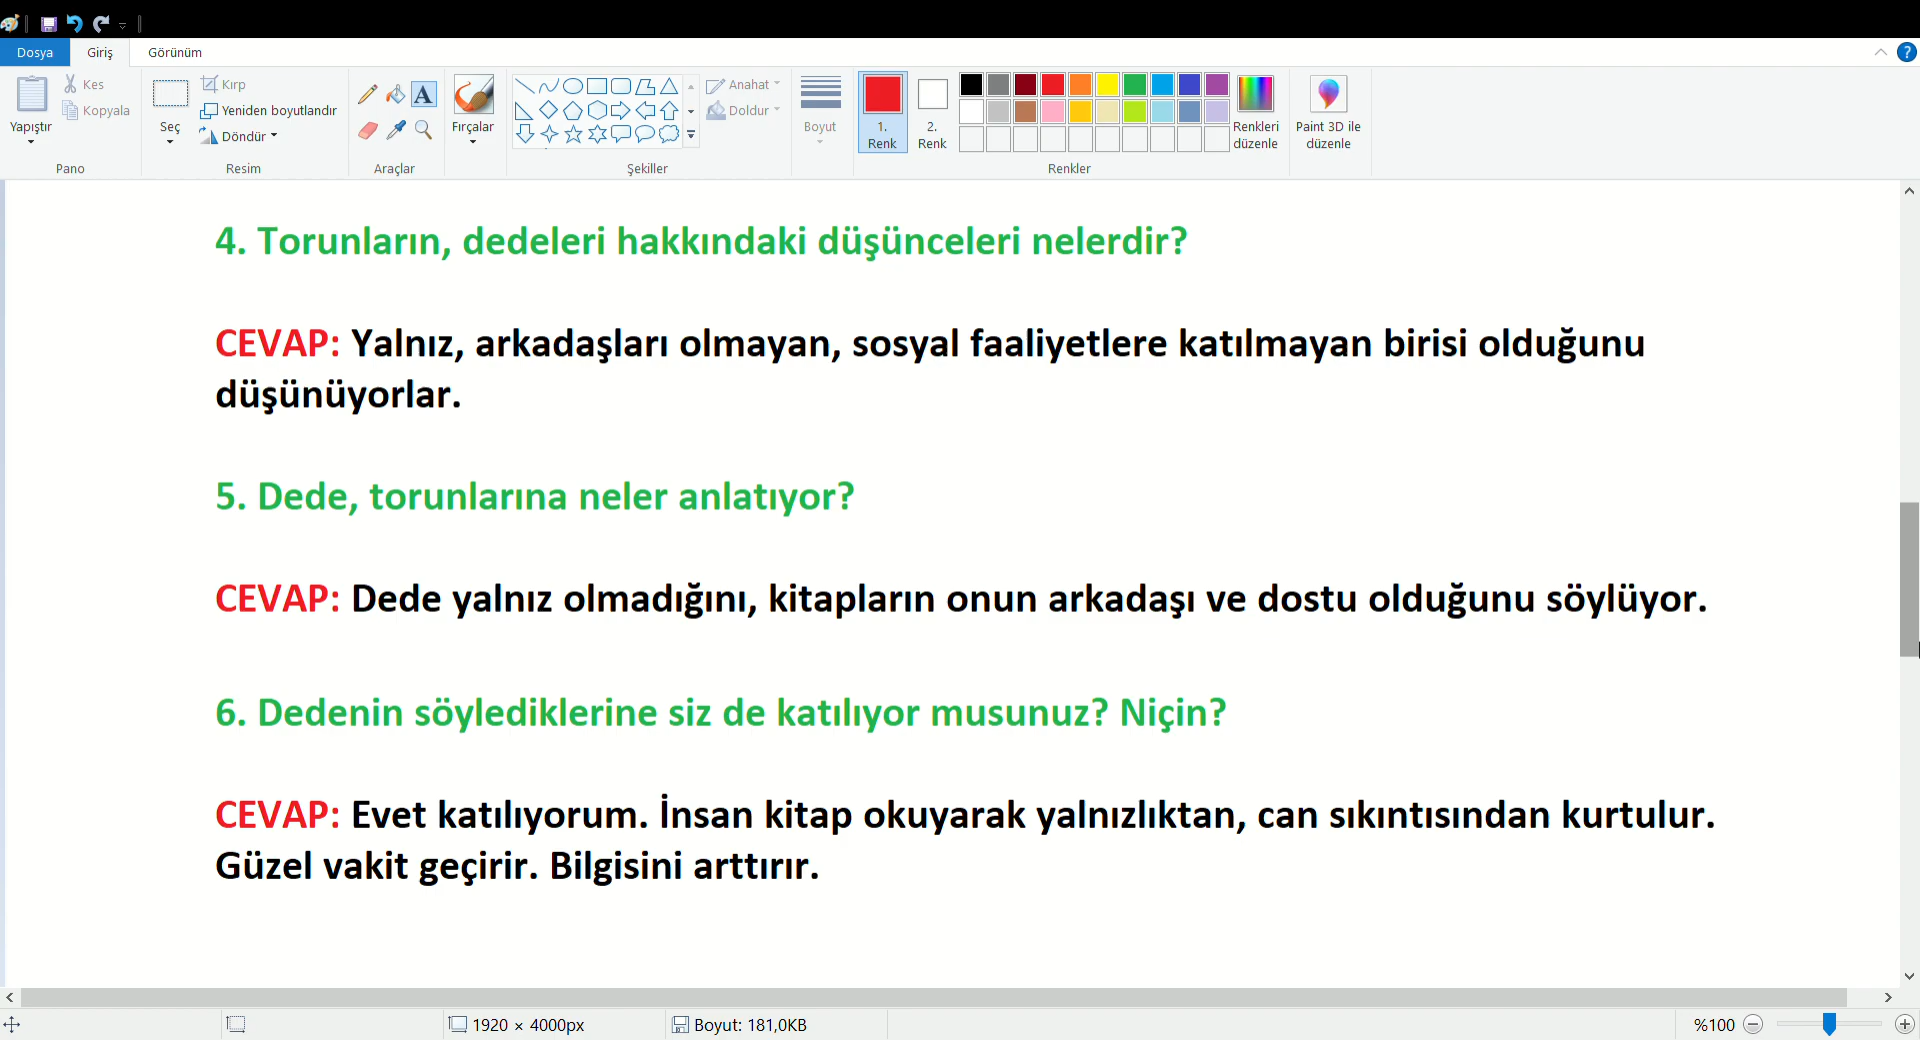 Dosya Giriş Görünüm
Yapıştır Kes Kopyala Pano
Seç Kırp Yeniden boyutlandır Döndür Resim
Araçlar
Fırçalar
Şekiller Anahat Doldur
Boyut
1. Renk 2. Renk Renkler Renkleri düzenle
Paint 3D ile düzenle
4. Torunların, dedeleri hakkındaki düşünceleri nelerdir?
CEVAP: Yalnız, arkadaşları olmayan, sosyal faaliyetlere katılmayan birisi olduğunu
düşünüyorlar.
5. Dede, torunlarına neler anlatıyor?
CEVAP: Dede yalnız olmadığını, kitapların onun arkadaşı ve dostu olduğunu söylüyor.
6. Dedenin söylediklerine siz de katılıyor musunuz? Niçin?
CEVAP: Evet katılıyorum. İnsan kitap okuyarak yalnızlıktan, can sıkıntısından kurtulur.
Güzel vakit geçirir. Bilgisini arttırır.
1920 × 4000px Boyut: 181,0KB %100